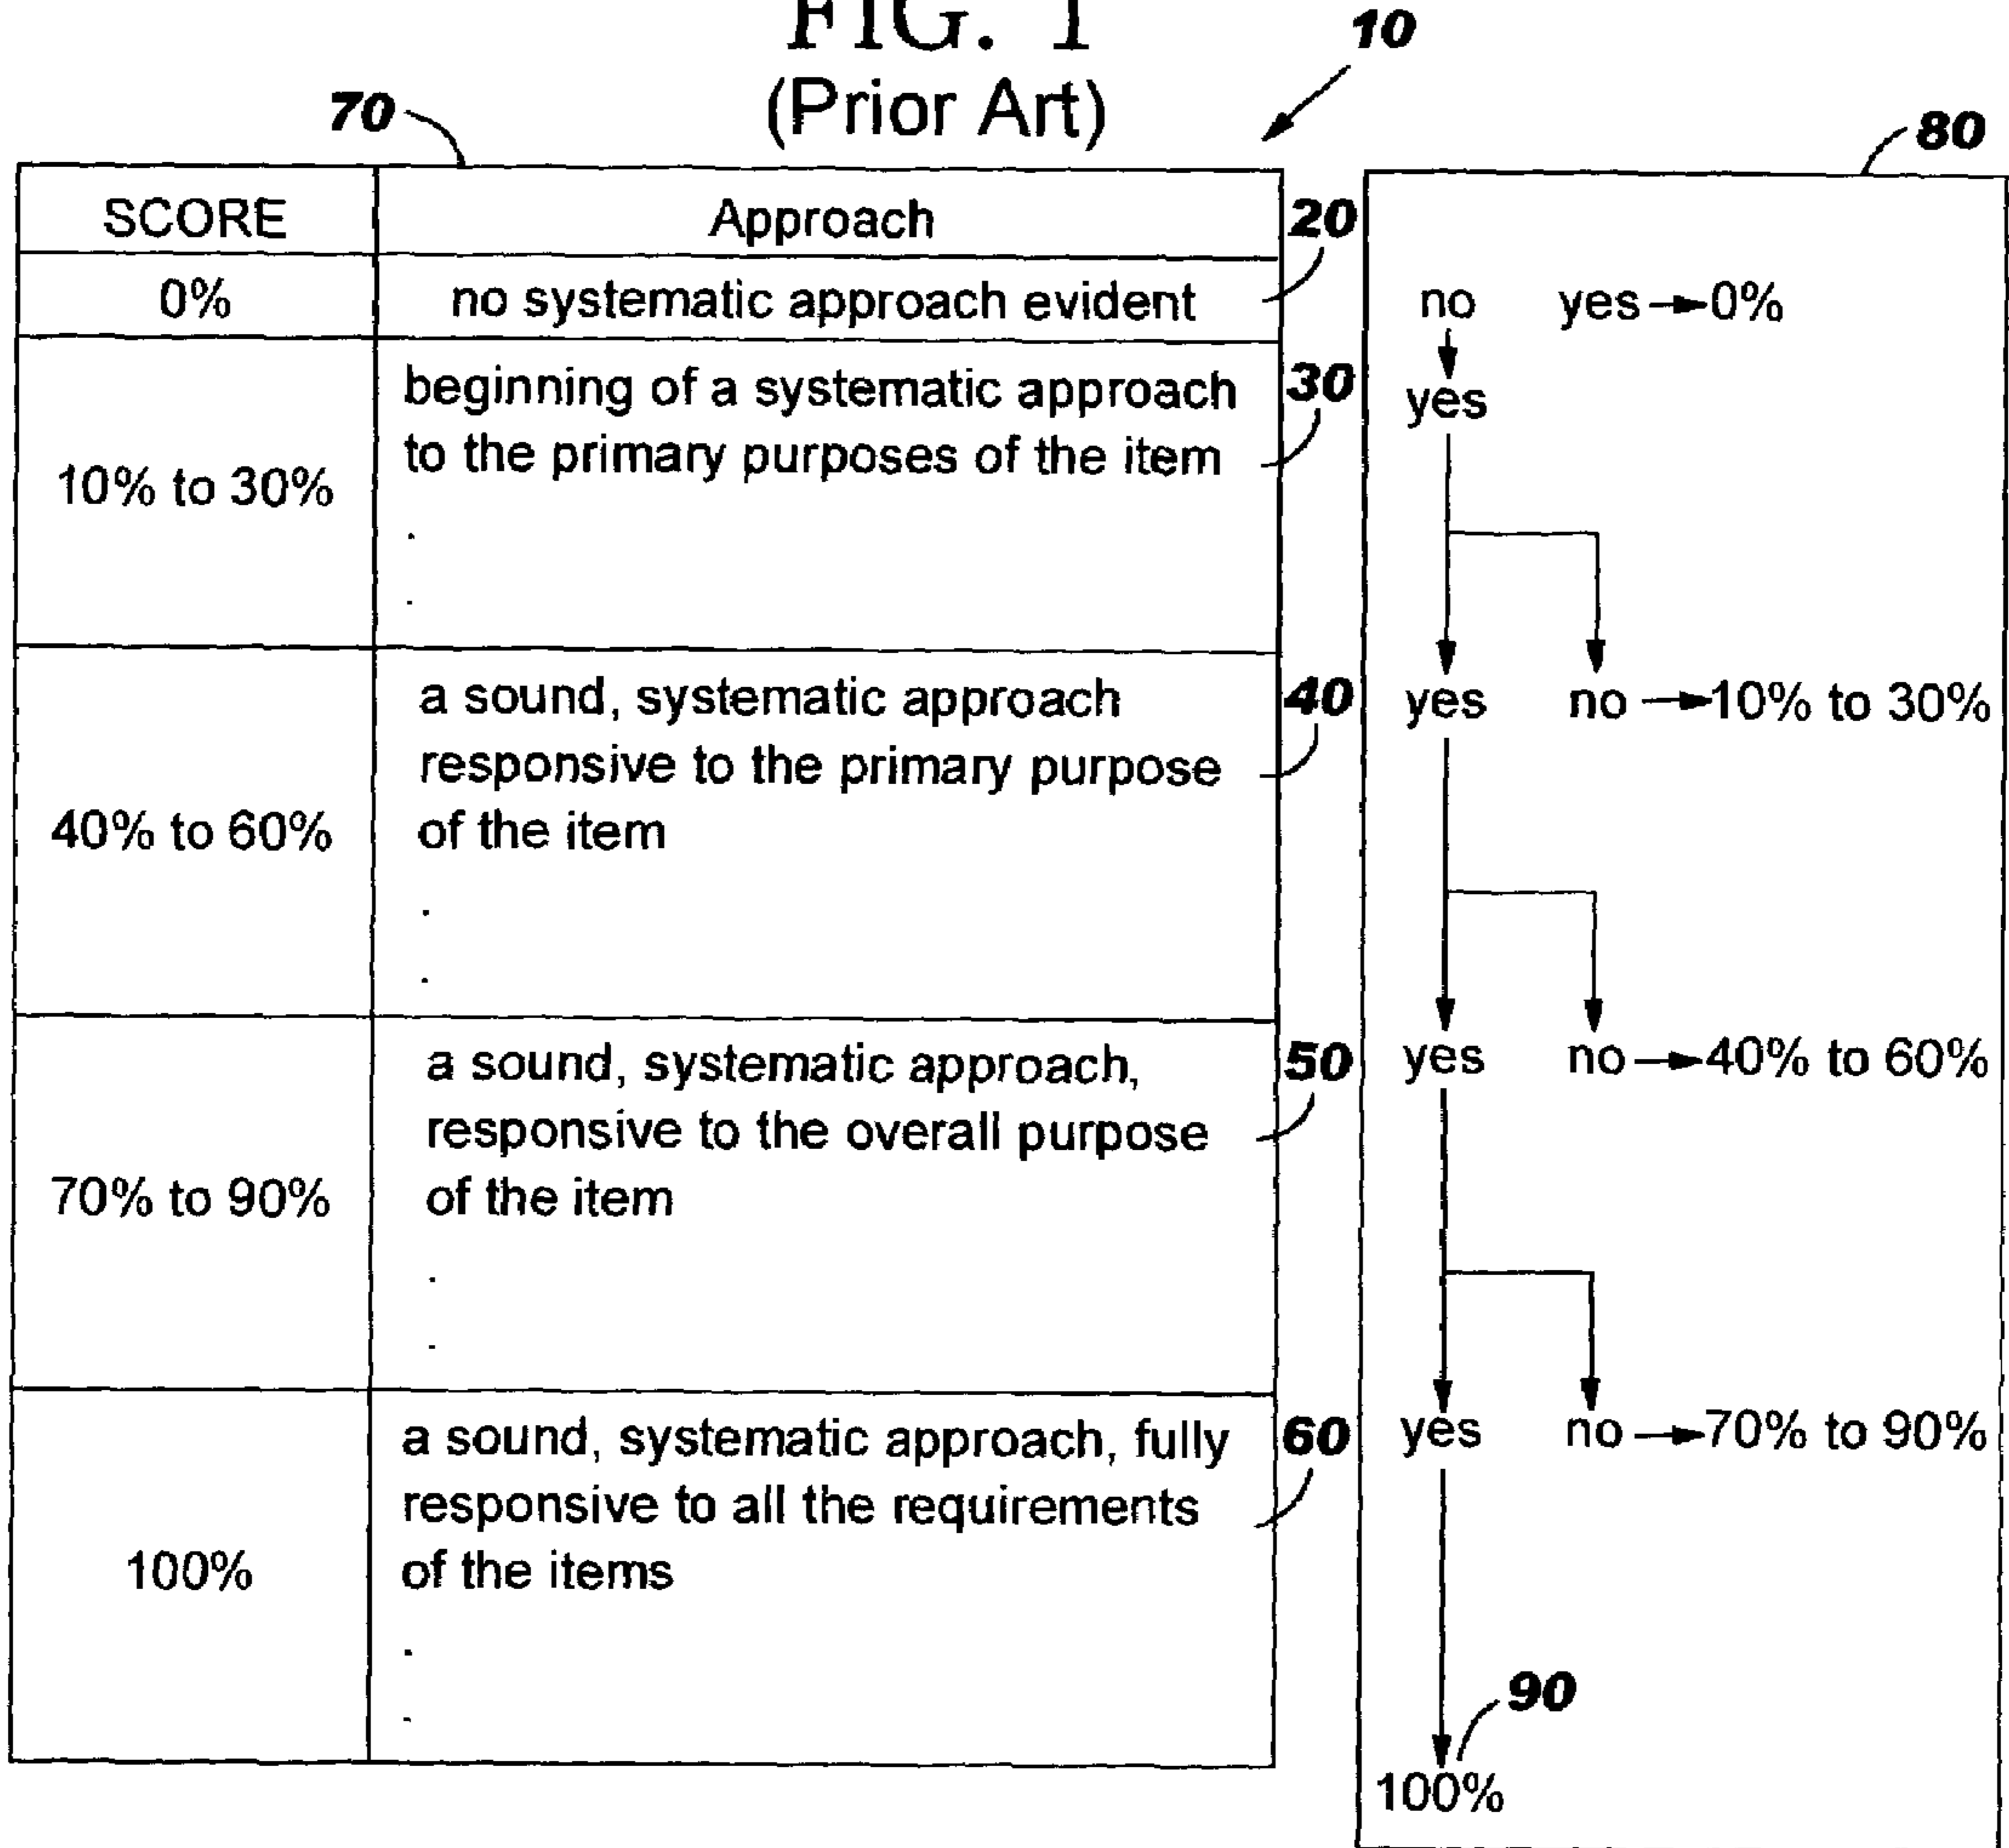 FIG. 1
(Prior Art)
10
70
80
SCORE Approach
20
0% no systematic approach evident
no yes 0%
10% to 30%
beginning of a systematic approach
to the primary purposes of the item
.
.
30
yes
40% to 60%
a sound, systematic approach
responsive to the primary purpose
of the item
.
.
40
yes no 10% to 30%
70% to 90%
a sound, systematic approach,
responsive to the overall purpose
of the item
.
.
50
yes no 40% to 60%
100%
a sound, systematic approach, fully
responsive to all the requirements
of the items
.
.
60
yes no 70% to 90%
90
100%